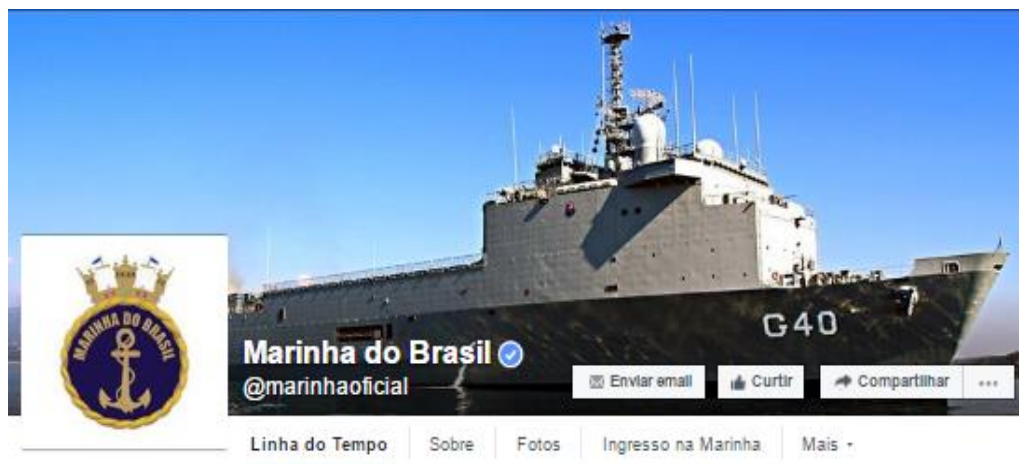 G40
MARINHA DO BRASIL
Marinha do Brasil
@marinhaoficial
Enviar email
Curtir
Compartilhar
Linha do Tempo
Sobre
Fotos
Ingresso na Marinha
Mais